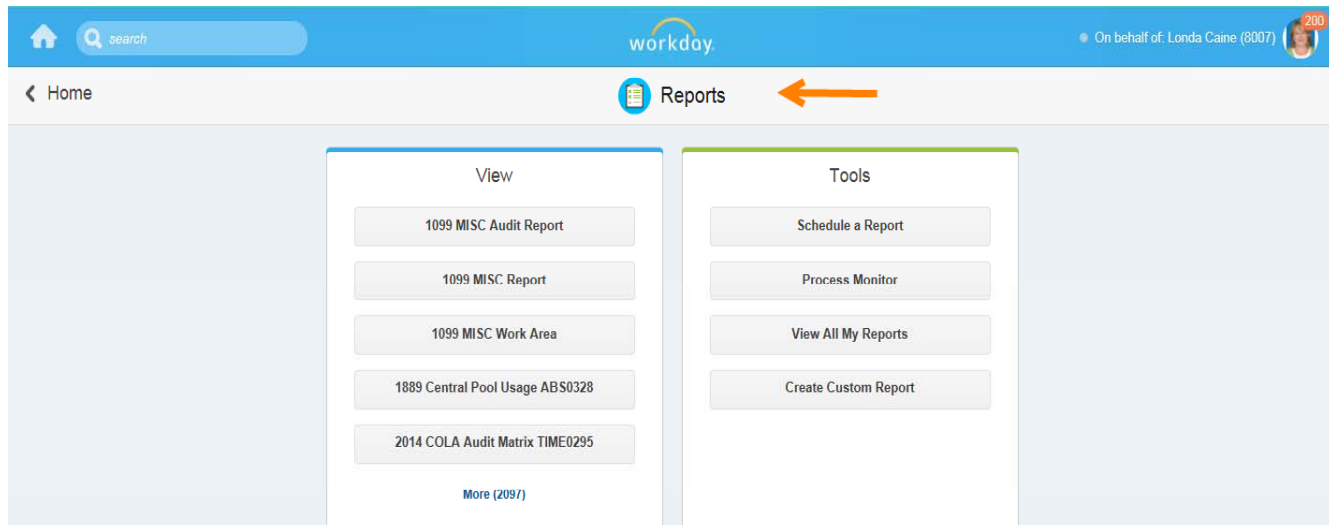 search
workday.
On behalf of: Londa Caine (8007)
200
Home
Reports
View
1099 MISC Audit Report
1099 MISC Report
1099 MISC Work Area
1889 Central Pool Usage ABS0328
2014 COLA Audit Matrix TIME0295
More (2097)
Tools
Schedule a Report
Process Monitor
View All My Reports
Create Custom Report